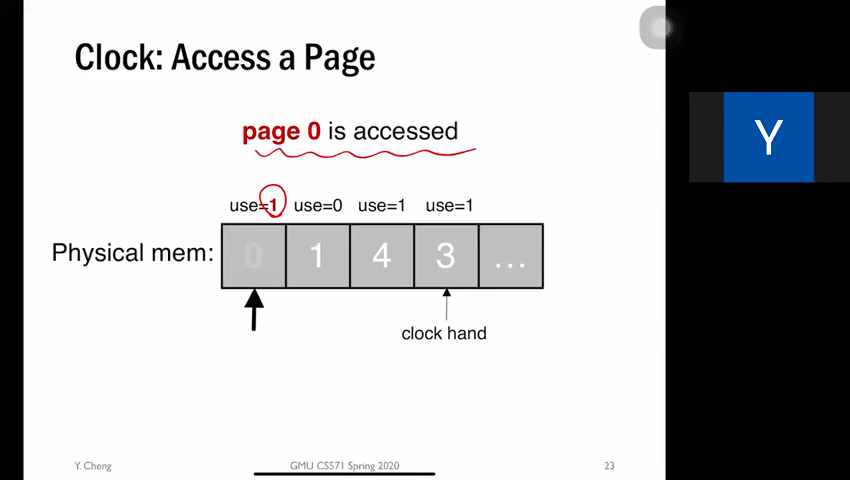 Clock: Access a Page
page 0 is accessed
use=1 use=0 use=1 use=1
Physical mem: 0 1 4 3 ...
clock hand
Y. Cheng GMU CS571 Spring 2020 23
Y